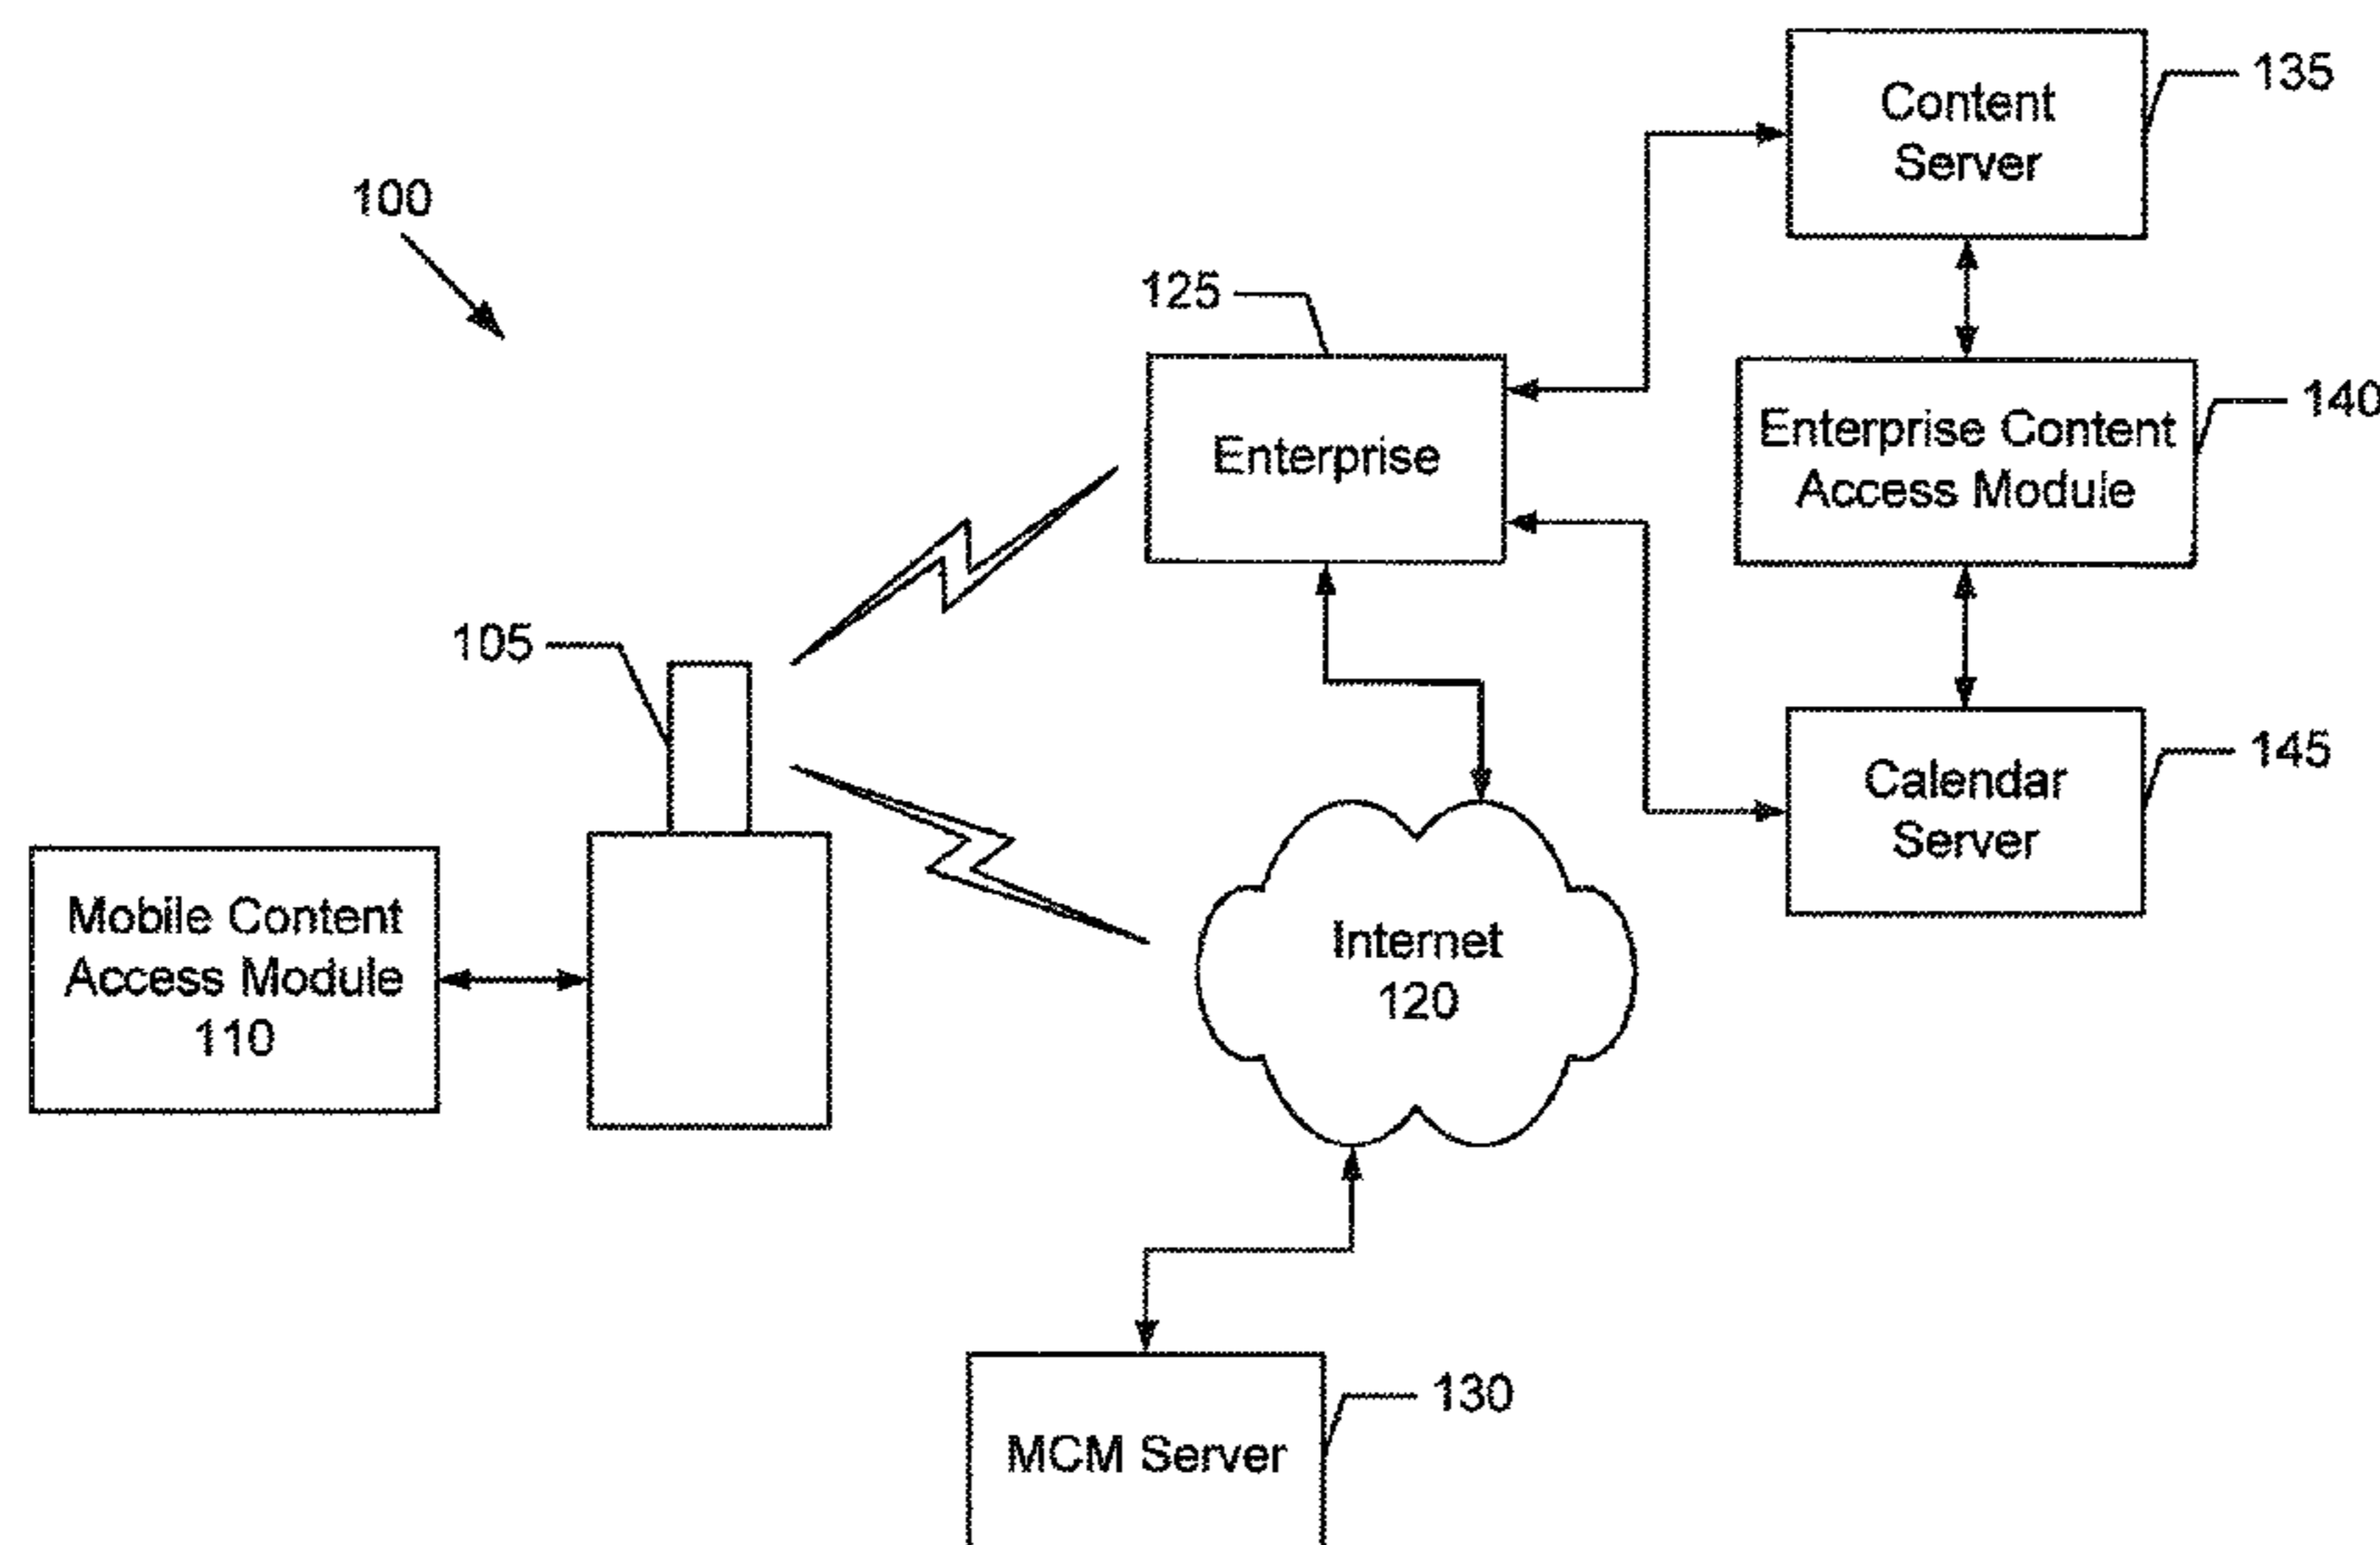 135
Content
Server
100
125
140
Enterprise
Enterprise Content
Access Module
105
145
Calendar
Server
Mobile Content
Access Module
110
Internet
120
130
MCM Server